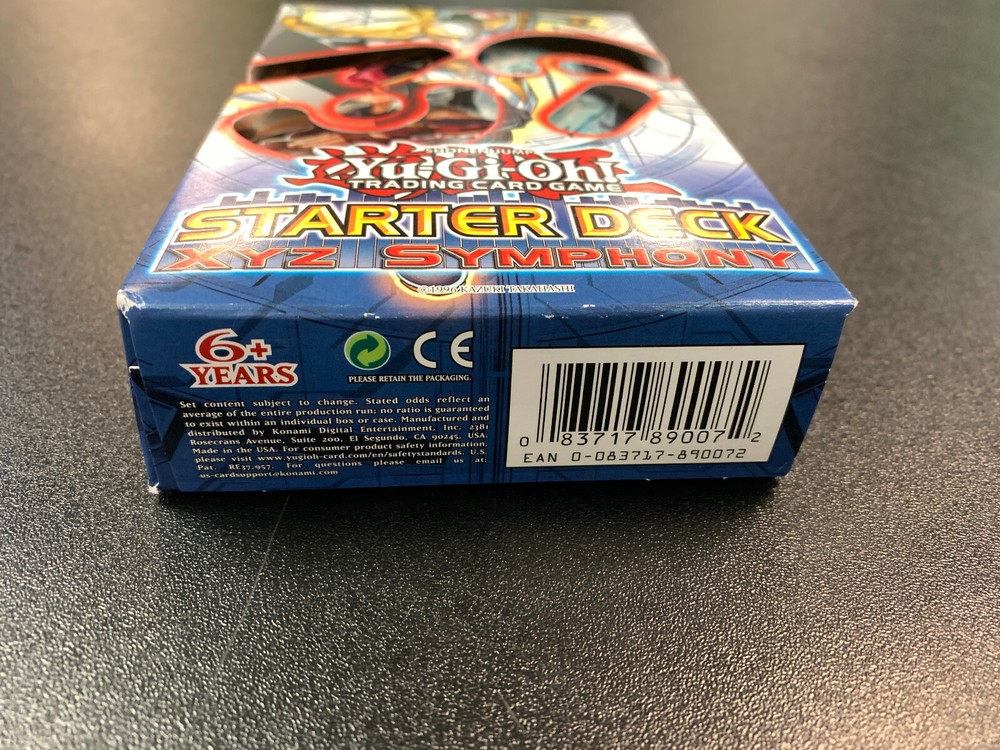 SHONEN JUMP
Yu-Gi-Oh!
TRADING CARD GAME
STARTER DECK
XYZ SYMPHONY
©1996 KAZUKI TAKAHASHI
6+
YEARS
CE
PLEASE RETAIN THE PACKAGING.
Set content subject to change. Stated odds reflect an
average of the entire production run; no ratio is guaranteed
to exist within an individual box or case. Manufactured and
distributed by Konami Digital Entertainment, Inc. 2381
Rosecrans Avenue, Suite 200, El Segundo, CA 90245, USA.
Made in the USA. For consumer product safety information,
please visit www.yugioh-card.com/en/safetystandards. U.S.
Pat. RE37,957. For questions please email us at:
us-cardsupport@konami.com
0 83717 89007 2
EAN 0-083717-890072